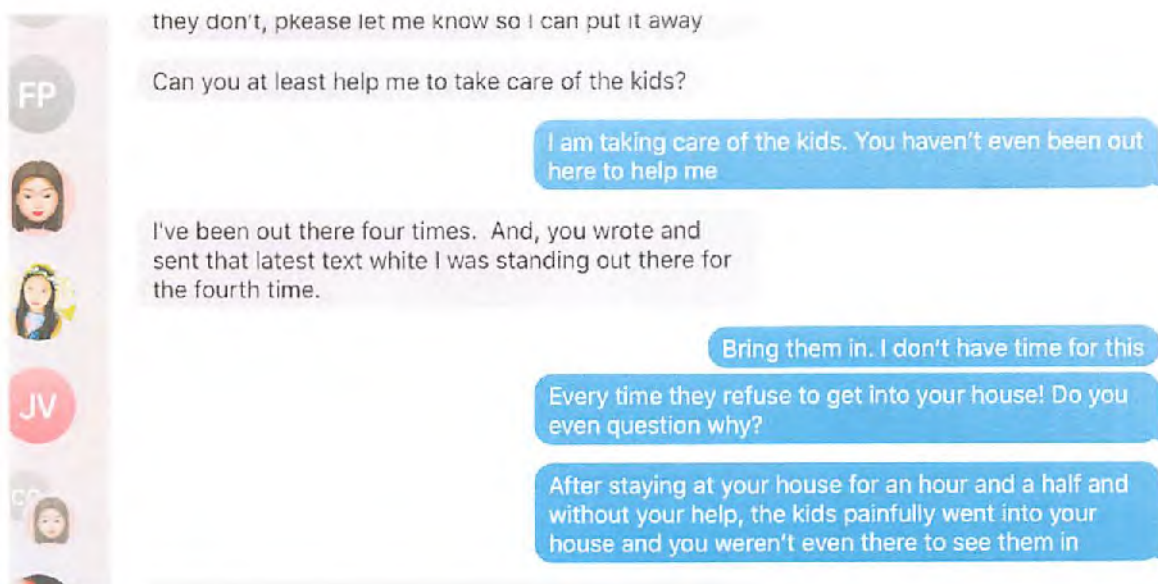 they don't, pkease let me know so I can put it away
FP
Can you at least help me to take care of the kids?
I am taking care of the kids. You haven't even been out
here to help me
I've been out there four times. And, you wrote and
sent that latest text white I was standing out there for
the fourth time.
Bring them in. I don't have time for this
JV
Every time they refuse to get into your house! Do you
even question why?
After staying at your house for an hour and a half and
without your help, the kids painfully went into your
house and you weren't even there to see them in